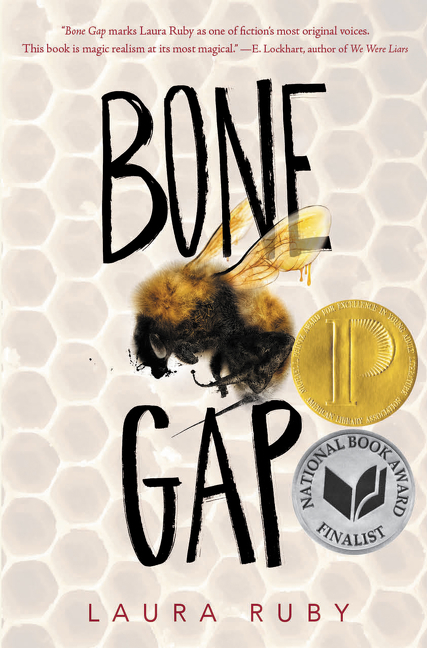 "Bone Gap marks Laura Ruby as one of fiction's most original voices.
This book is magic realism at its most magical." —E. Lockhart, author of We Were Liars
BONE
GAP
P
NATIONAL BOOK AWARD
FINALIST
LAURA RUBY